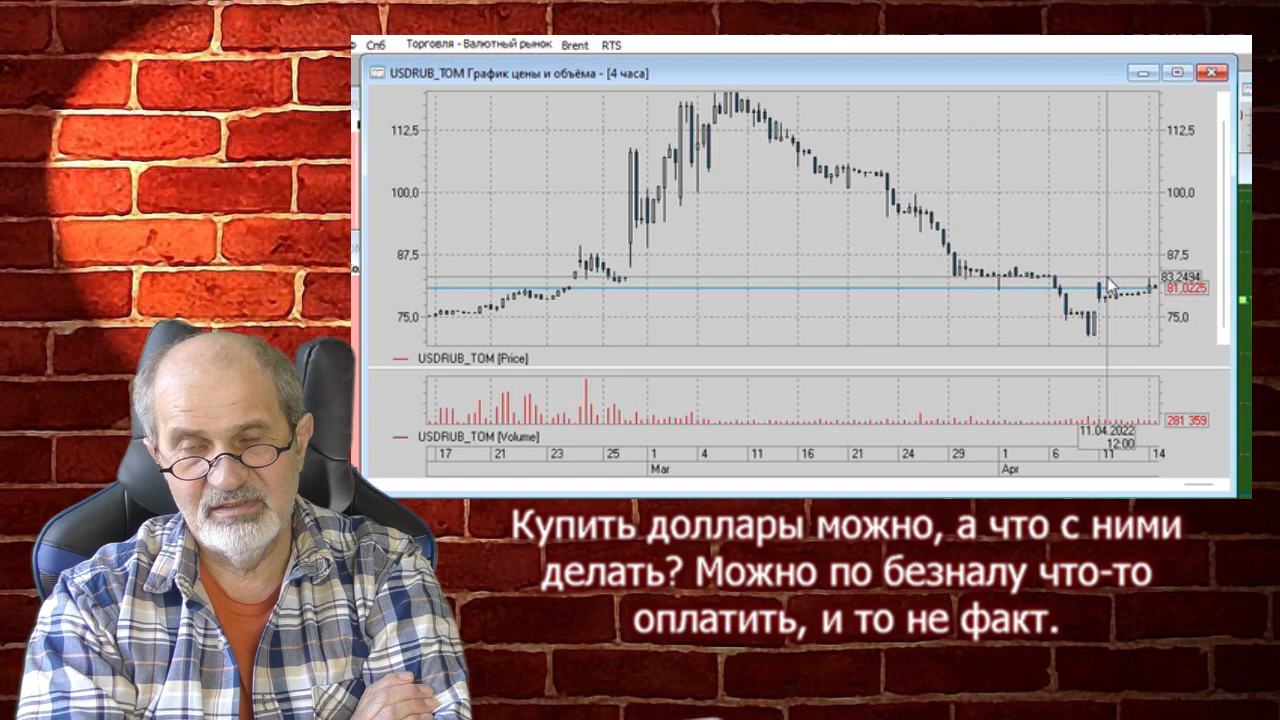 Спб Торговля - Валютный рынок Brent RTS
USDRUB_TOM График цены и объёма - [4 часа]
112,5 112,5
100,0 100,0
87,5 87,5
83,2494
81,0225
75,0 75,0
USDRUB_TOM [Price]
281 359
USDRUB_TOM [Volume]
11.04.2022
12:00
17 21 23 25 1 4 11 16 21 24 29 1 6 11 14
Mar Apr
Купить доллары можно, а что с ними
делать? Можно по безналу что-то
оплатить, и то не факт.